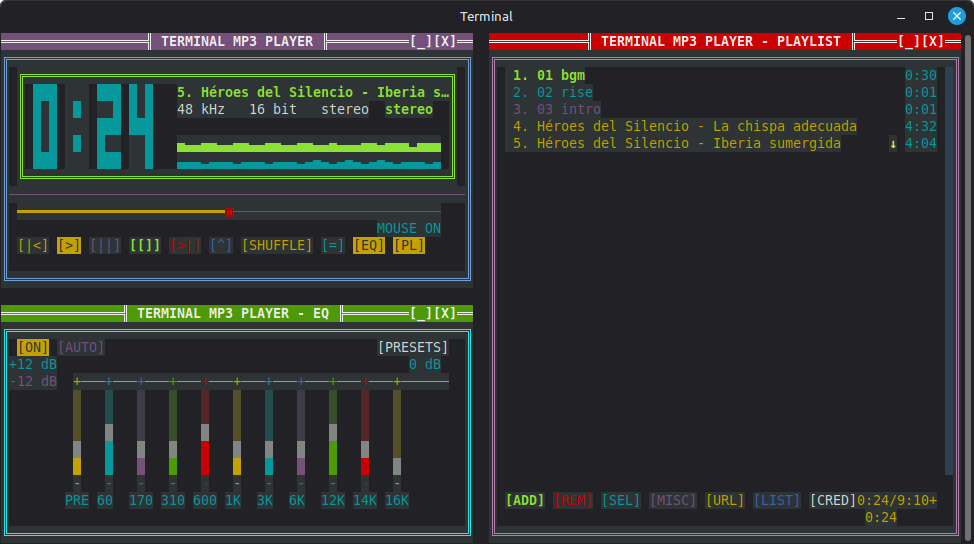 Terminal
TERMINAL MP3 PLAYER [_][X]
0:24
5. Héroes del Silencio - Iberia s…
48 kHz 16 bit stereo stereo
MOUSE ON
[|<] [>] [||] [[]] [>|] [^] [SHUFFLE] [=] [EQ] [PL]
TERMINAL MP3 PLAYER - EQ [_][X]
[ON] [AUTO] [PRESETS]
+12 dB 0 dB
-12 dB
PRE 60 170 310 600 1K 3K 6K 12K 14K 16K
TERMINAL MP3 PLAYER - PLAYLIST [_][X]
1. 01 bgm 0:30
2. 02 rise 0:01
3. 03 intro 0:01
4. Héroes del Silencio - La chispa adecuada 4:32
5. Héroes del Silencio - Iberia sumergida ↓ 4:04
[ADD] [REM] [SEL] [MISC] [URL] [LIST] [CRED]0:24/9:10+
0:24